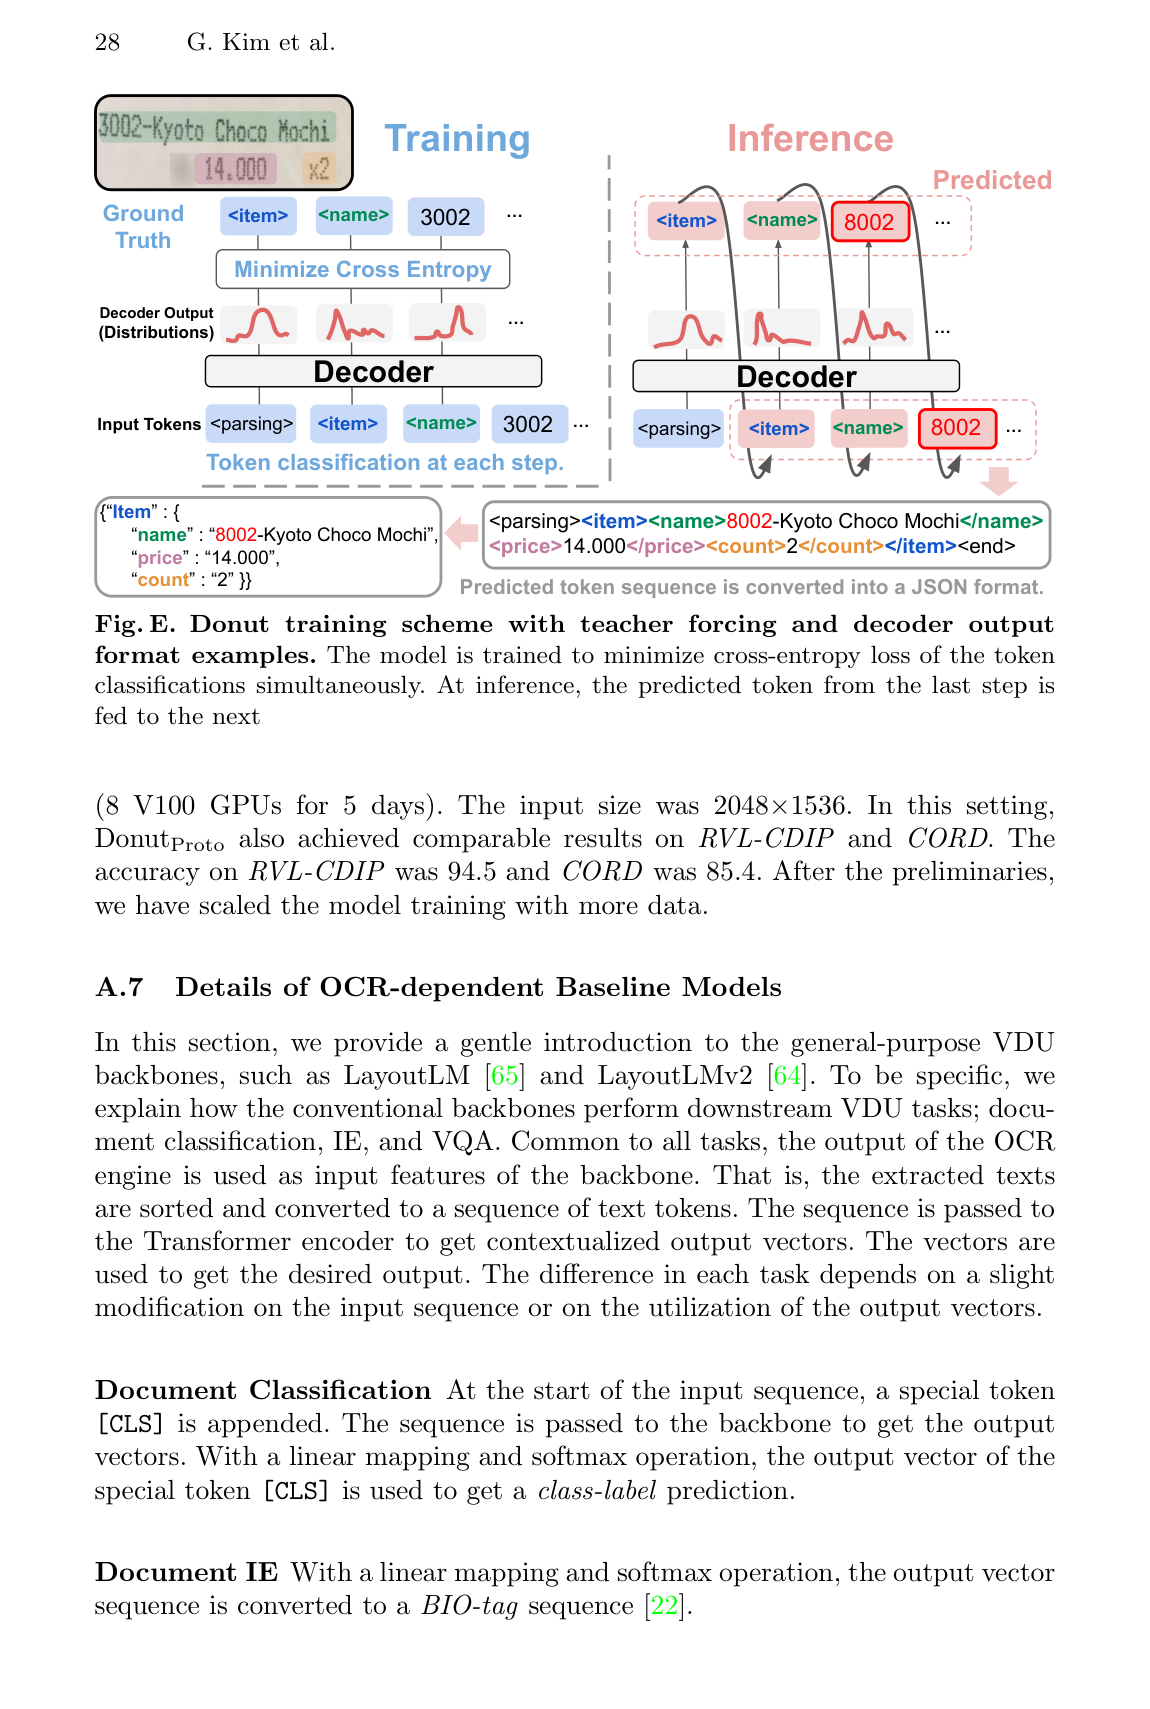 28 G. Kim et al.
3002-Kyoto Choco Mochi
14.000 x2
Training
Inference
Predicted
Ground
Truth
<item> <name> 3002 ...
Minimize Cross Entropy
Decoder Output
(Distributions)
...
Decoder
Input Tokens <parsing> <item> <name> 3002 ...
Token classification at each step.
<item> <name> 8002 ...
...
Decoder
<parsing> <item> <name> 8002 ...
{“Item” : {
“name” : “8002-Kyoto Choco Mochi”,
“price” : “14.000”,
“count” : “2” }}
<parsing><item><name>8002-Kyoto Choco Mochi</name>
<price>14.000</price><count>2</count></item><end>
Predicted token sequence is converted into a JSON format.
Fig. E. Donut training scheme with teacher forcing and decoder output
format examples. The model is trained to minimize cross-entropy loss of the token
classifications simultaneously. At inference, the predicted token from the last step is
fed to the next
(8 V100 GPUs for 5 days). The input size was 2048×1536. In this setting,
DonutProto also achieved comparable results on RVL-CDIP and CORD. The
accuracy on RVL-CDIP was 94.5 and CORD was 85.4. After the preliminaries,
we have scaled the model training with more data.
A.7 Details of OCR-dependent Baseline Models
In this section, we provide a gentle introduction to the general-purpose VDU
backbones, such as LayoutLM [65] and LayoutLMv2 [64]. To be specific, we
explain how the conventional backbones perform downstream VDU tasks; docu-
ment classification, IE, and VQA. Common to all tasks, the output of the OCR
engine is used as input features of the backbone. That is, the extracted texts
are sorted and converted to a sequence of text tokens. The sequence is passed to
the Transformer encoder to get contextualized output vectors. The vectors are
used to get the desired output. The difference in each task depends on a slight
modification on the input sequence or on the utilization of the output vectors.
Document Classification At the start of the input sequence, a special token
[CLS] is appended. The sequence is passed to the backbone to get the output
vectors. With a linear mapping and softmax operation, the output vector of the
special token [CLS] is used to get a class-label prediction.
Document IE With a linear mapping and softmax operation, the output vector
sequence is converted to a BIO-tag sequence [22].